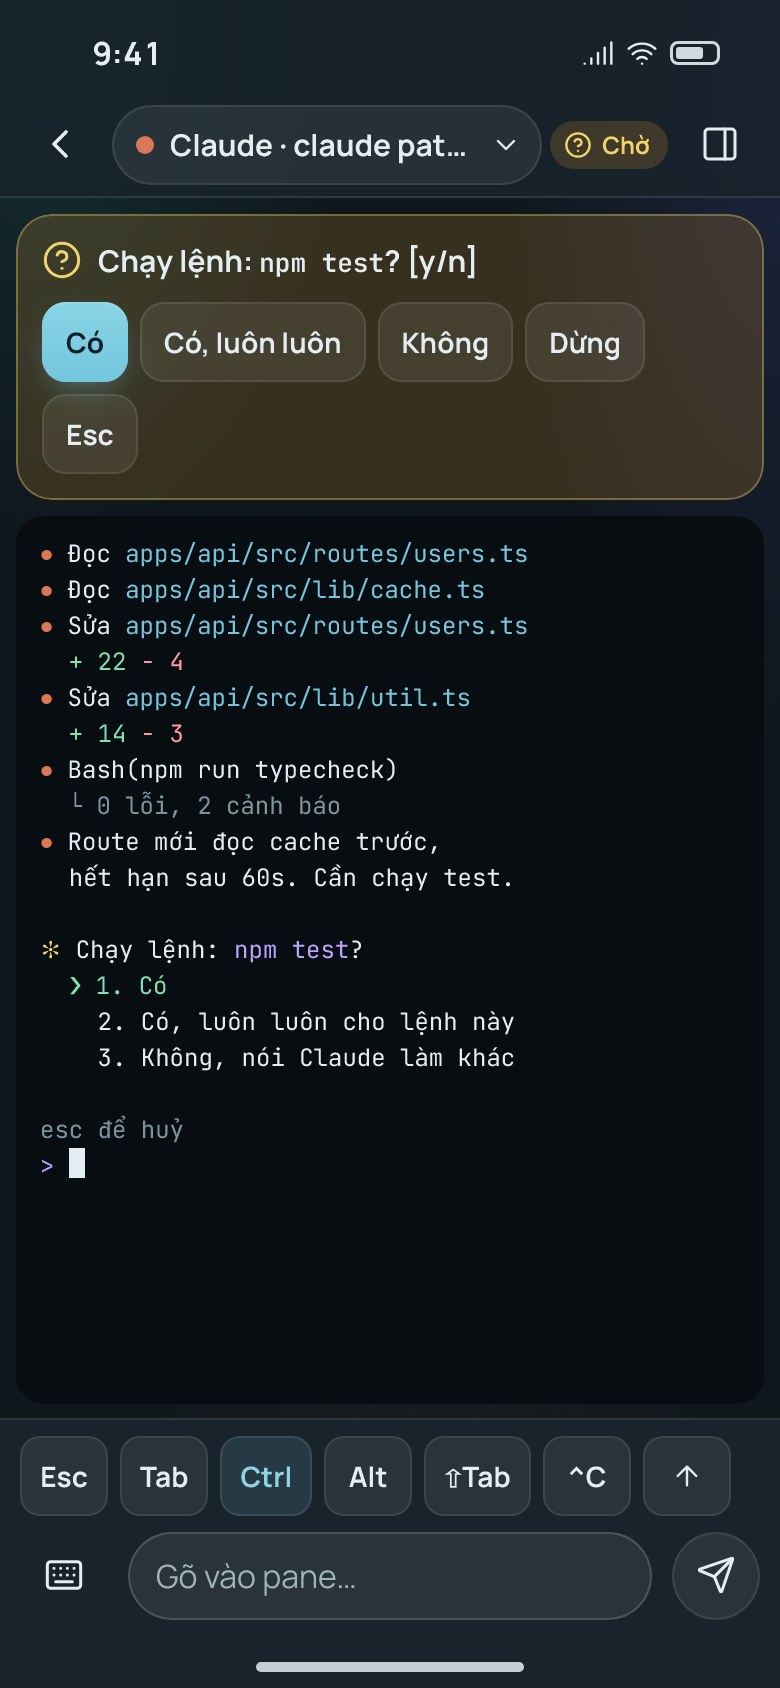 9:41
Claude · claude pat...
Chờ
Chạy lệnh: npm test? [y/n]
Có
Có, luôn luôn
Không
Dừng
Esc
• Đọc apps/api/src/routes/users.ts
• Đọc apps/api/src/lib/cache.ts
• Sửa apps/api/src/routes/users.ts
+ 22 - 4
• Sửa apps/api/src/lib/util.ts
+ 14 - 3
• Bash(npm run typecheck)
└ 0 lỗi, 2 cảnh báo
• Route mới đọc cache trước,
hết hạn sau 60s. Cần chạy test.
✻ Chạy lệnh: npm test?
❯ 1. Có
2. Có, luôn luôn cho lệnh này
3. Không, nói Claude làm khác
esc để huỷ
>
Esc
Tab
Ctrl
Alt
⇧Tab
^C
↑
Gõ vào pane...